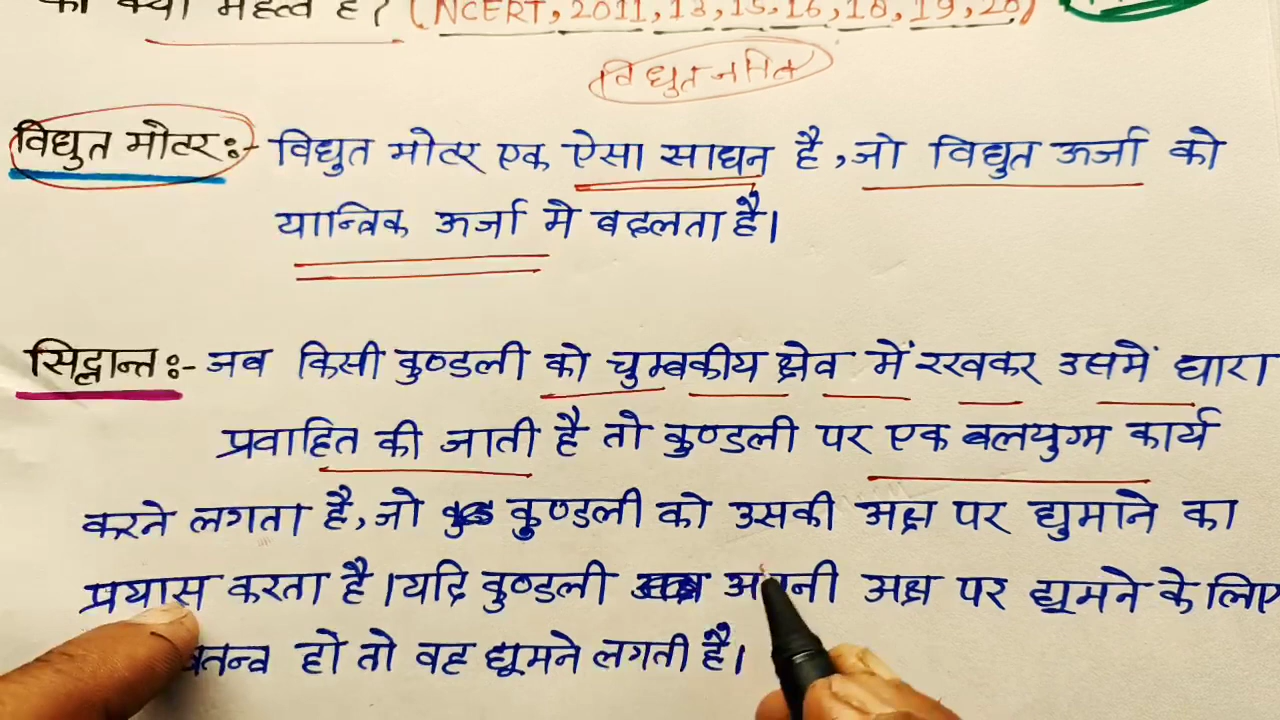 का क्या महत्व है? (NCERT, 2011, 13, 15, 16, 18, 19, 20)
विधुत जनित
विधुत मोटर:- विधुत मोटर एक ऐसा साधन है, जो विधुत ऊर्जा को
यान्त्रिक ऊर्जा मे बदलता है।
सिद्धान्त:- जब किसी कुण्डली को चुम्बकीय क्षेत्र में रखकर उसमें धारा
प्रवाहित की जाती है तो कुण्डली पर एक बलयुग्म कार्य
करने लगता है, जो कुण्डली को उसकी अक्ष पर घुमाने का
प्रयास करता है। यदि कुण्डली अपनी अक्ष पर घूमने के लिए
स्वतन्त्र हो तो वह घूमने लगती है।